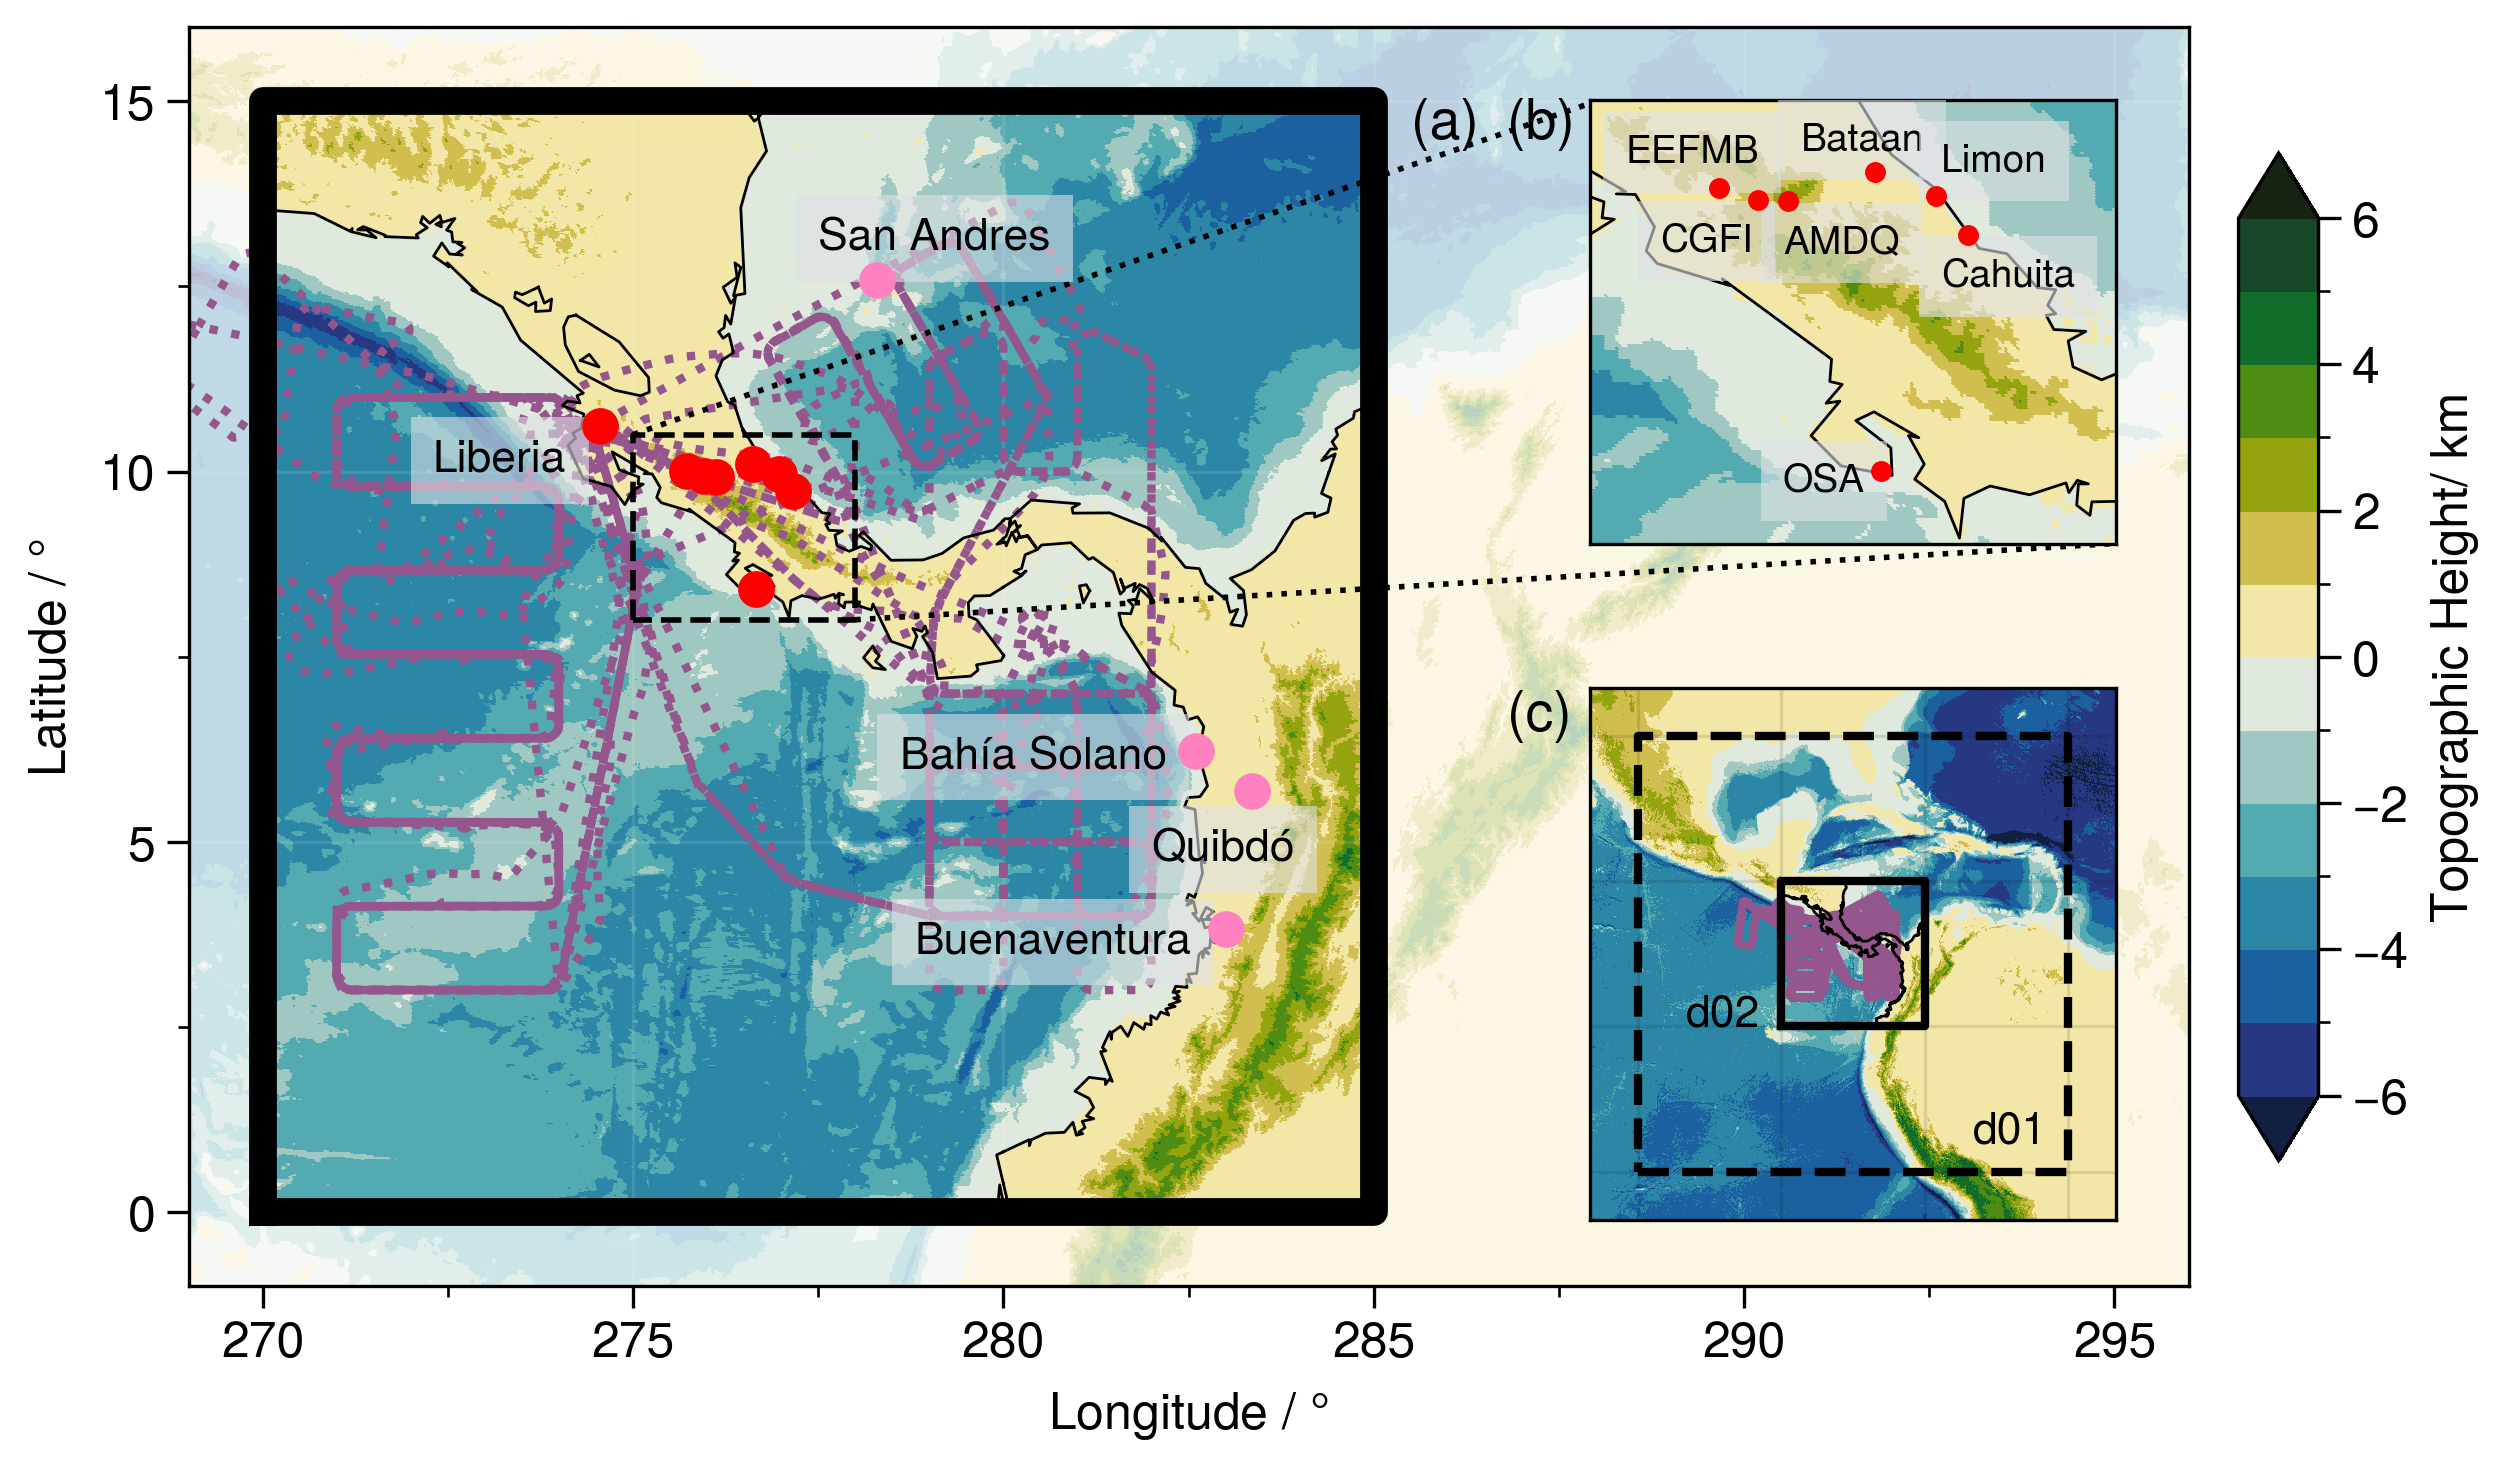 15
10
5
0
Latitude / °
270
275
280
285
290
295
Longitude / °
(a)
San Andres
Liberia
Bahía Solano
Quibdó
Buenaventura
(b)
EEFMB
Bataan
Limon
CGFI
AMDQ
Cahuita
OSA
(c)
d02
d01
6
4
2
0
−2
−4
−6
Topographic Height/ km